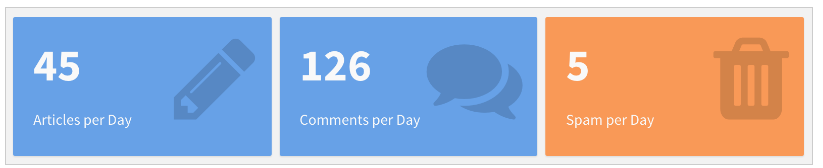 45
Articles per Day
126
Comments per Day
5
Spam per Day